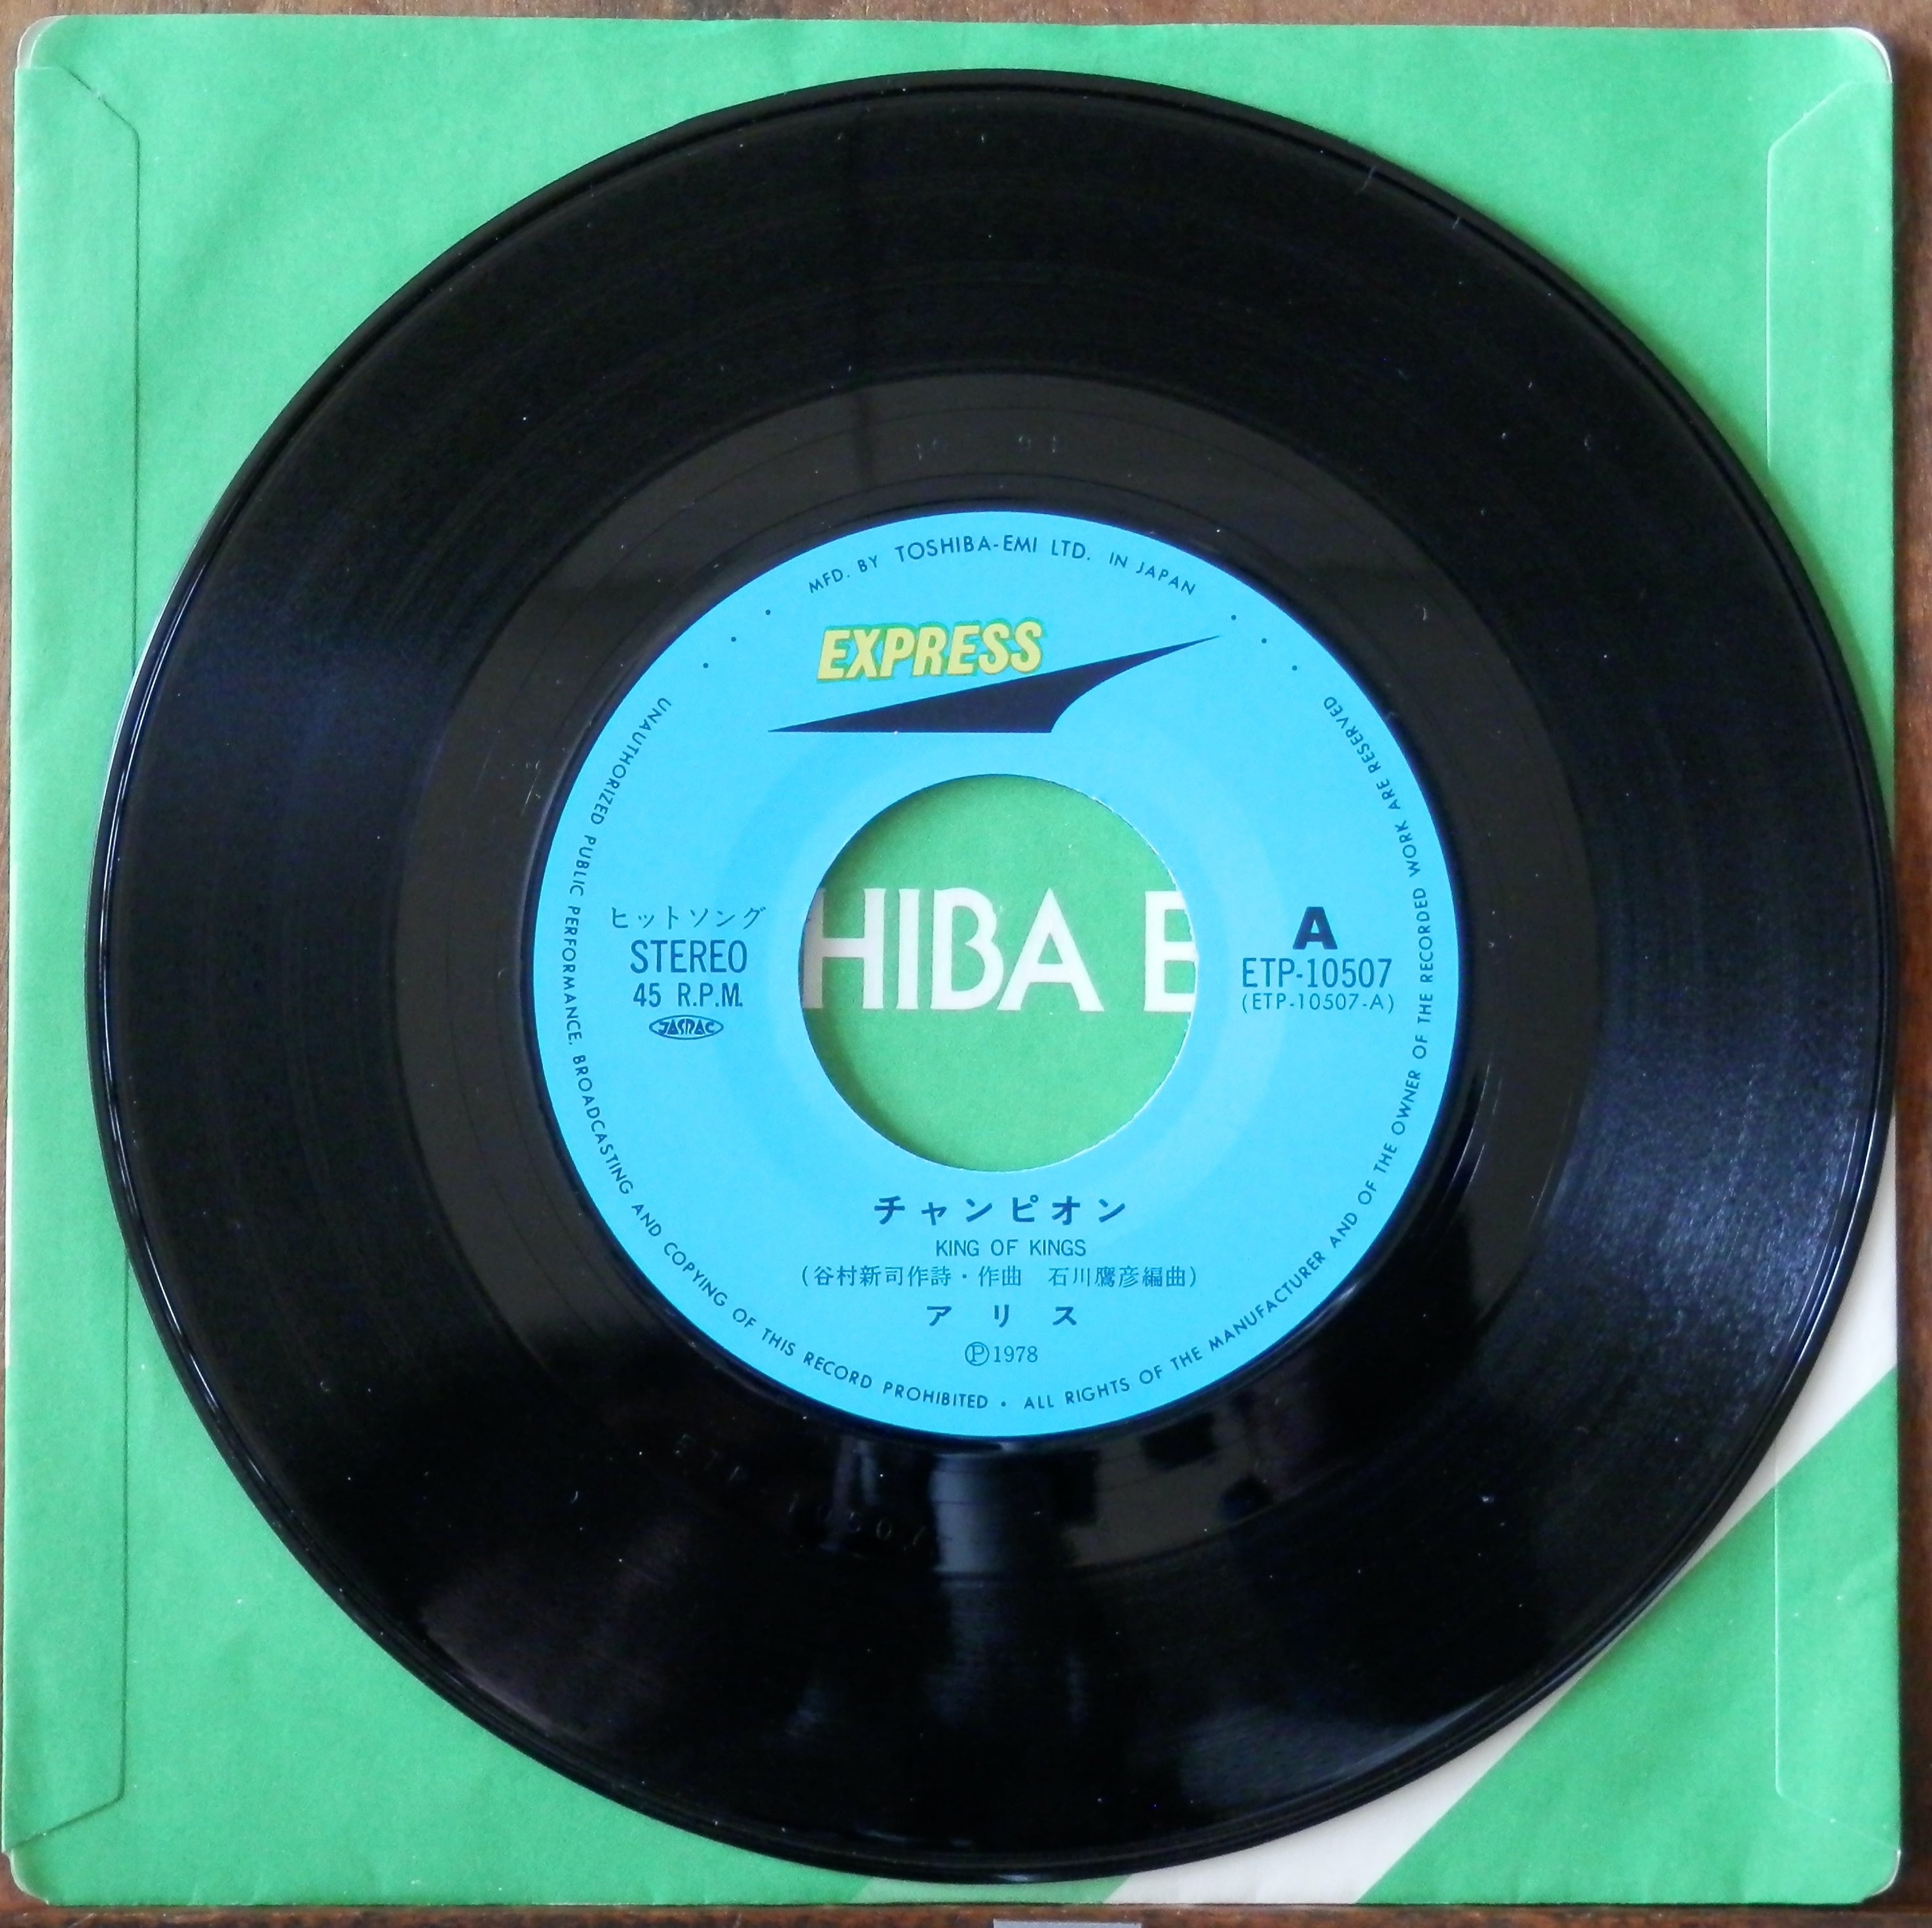 MFD. BY TOSHIBA-EMI LTD. IN JAPAN
EXPRESS
ヒットソング
STEREO
45 R.P.M.
JASRAC
HIBA E
A
ETP-10507
(ETP-10507-A)
チャンピオン
KING OF KINGS
(谷村新司作詩・作曲　石川鷹彦編曲)
アリス
Ⓟ1978
UNAUTHORIZED PUBLIC PERFORMANCE, BROADCASTING AND COPYING OF THIS RECORD PROHIBITED • ALL RIGHTS OF THE MANUFACTURER AND OF THE OWNER OF THE RECORDED WORK ARE RESERVED